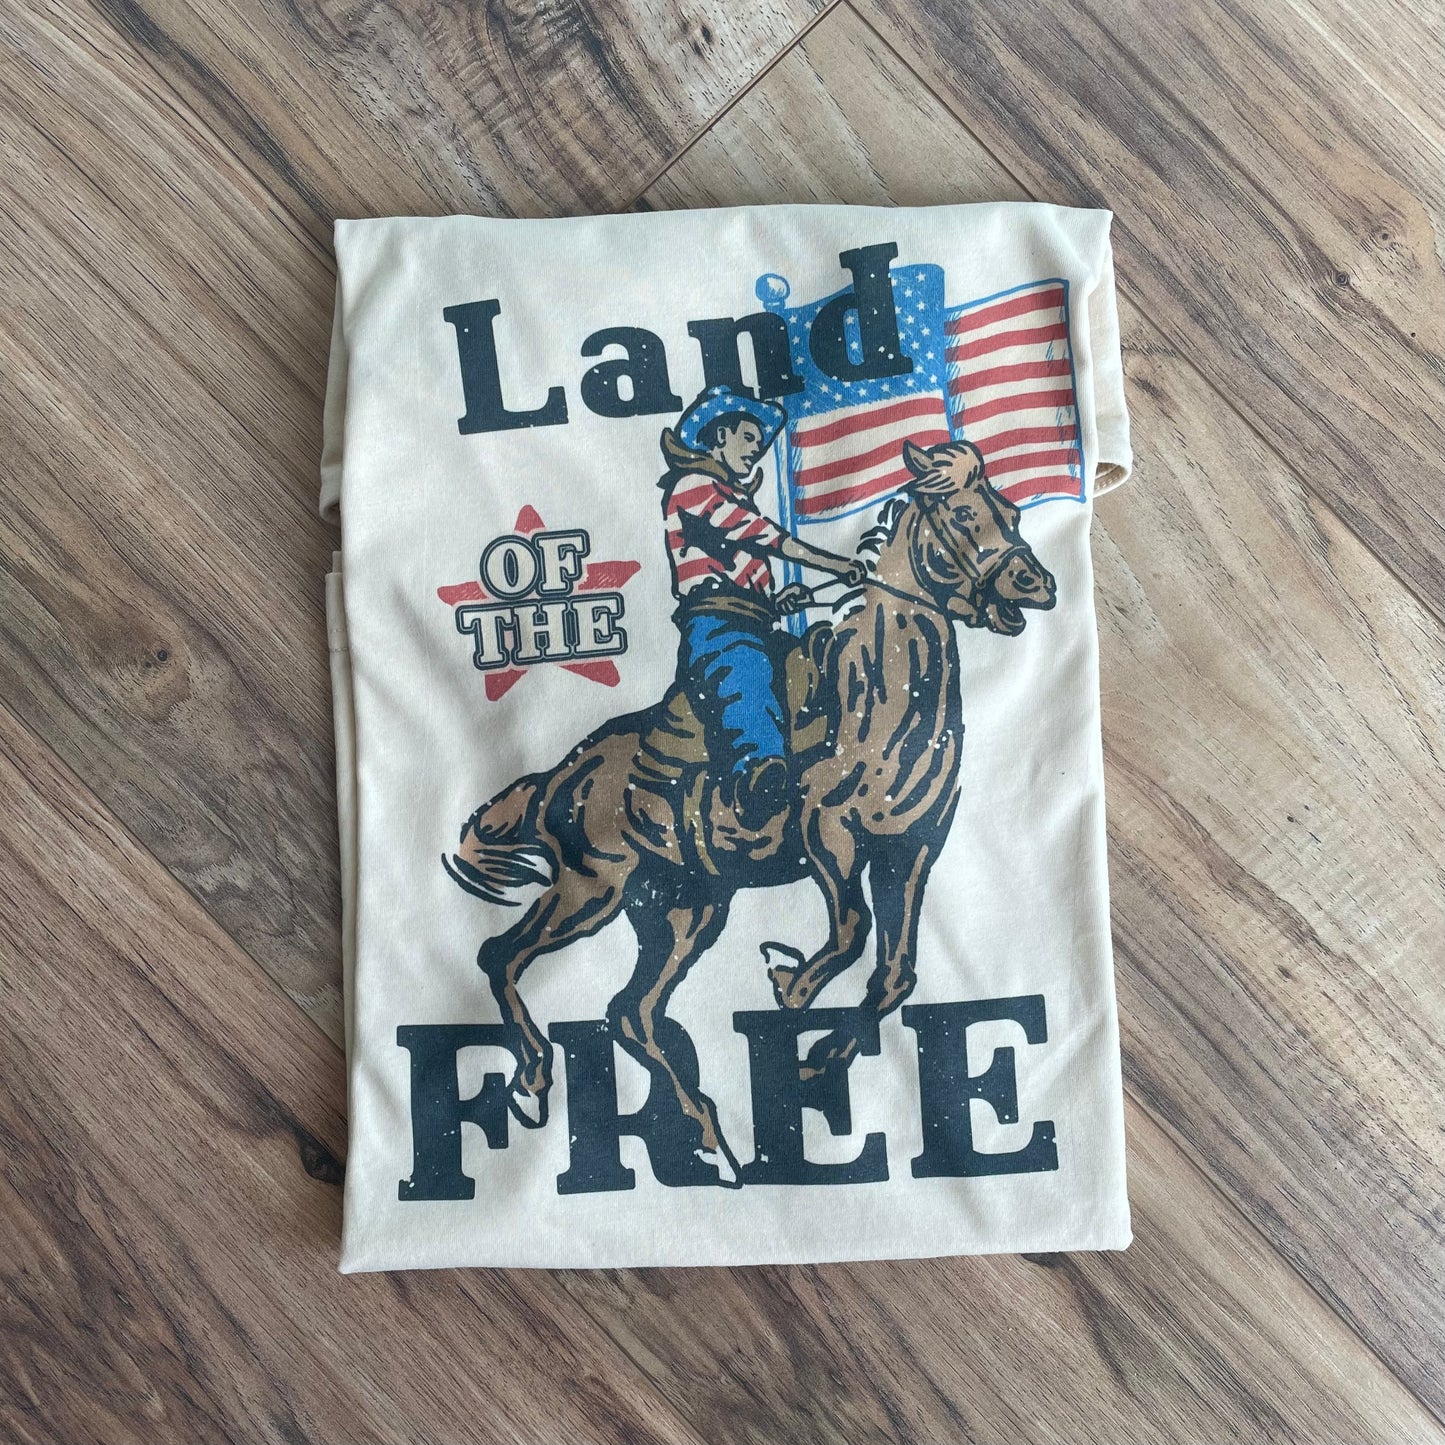 Land
OF
THE
FREE